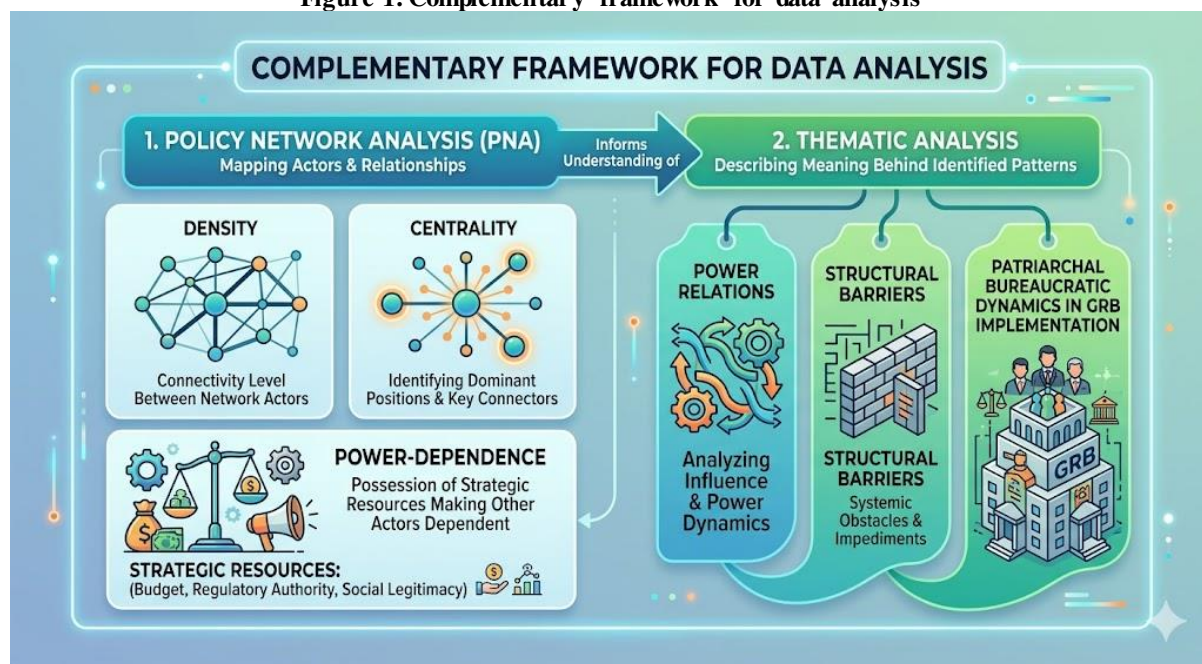 Figure 1. Complementary framework for data analysis
COMPLEMENTARY FRAMEWORK FOR DATA ANALYSIS
1. POLICY NETWORK ANALYSIS (PNA)
Mapping Actors & Relationships
Informs
Understanding of
2. THEMATIC ANALYSIS
Describing Meaning Behind Identified Patterns
DENSITY
Connectivity Level
Between Network Actors
CENTRALITY
Identifying Dominant
Positions & Key Connectors
POWER-DEPENDENCE
Possession of Strategic
Resources Making Other
Actors Dependent
STRATEGIC RESOURCES:
(Budget, Regulatory Authority, Social Legitimacy)
POWER
RELATIONS
Analyzing
Influence
& Power
Dynamics
STRUCTURAL
BARRIERS
STRUCTURAL
BARRIERS
Systemic
Obstacles &
Impediments
PATRIARCHAL
BUREAUCRATIC
DYNAMICS IN GRB
IMPLEMENTATION
GRB